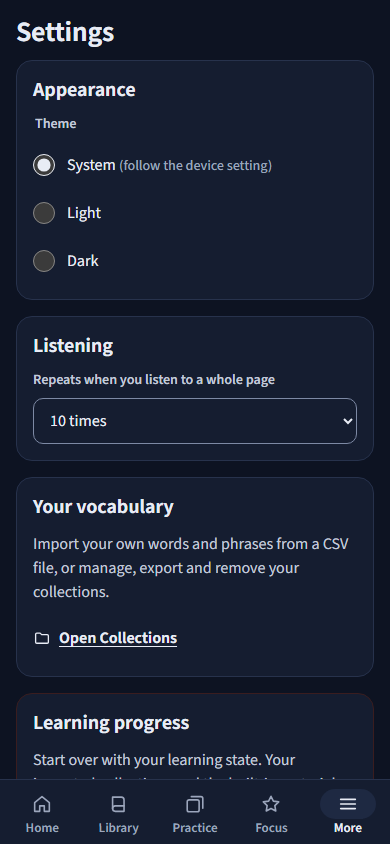 Settings
Appearance
Theme
System (follow the device setting)
Light
Dark
Listening
Repeats when you listen to a whole page
10 times
Your vocabulary
Import your own words and phrases from a CSV
file, or manage, export and remove your
collections.
Open Collections
Learning progress
Start over with your learning state. Your
Home
Library
Practice
Focus
More